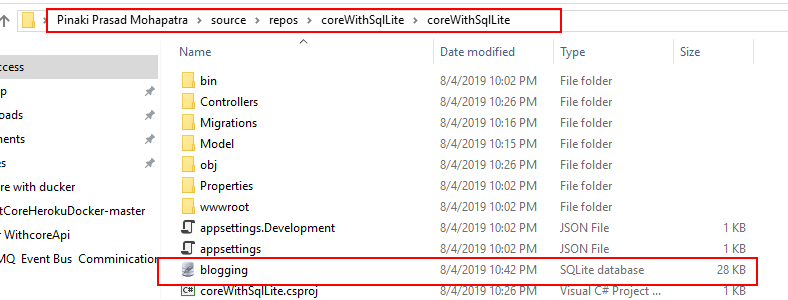 Pinaki Prasad Mohapatra > source > repos > coreWithSqlLite > coreWithSqlLite
Name Date modified Type Size
ccess
bin 8/4/2019 10:02 PM File folder
p
Controllers 8/4/2019 10:26 PM File folder
oads
Migrations 8/4/2019 10:16 PM File folder
ments
Model 8/4/2019 10:15 PM File folder
es
obj 8/4/2019 10:26 PM File folder
re with ducker
Properties 8/4/2019 10:02 PM File folder
tCoreHerokuDocker-master
wwwroot 8/4/2019 10:02 PM File folder
r WithcoreApi
appsettings.Development 8/4/2019 10:02 PM JSON File 1 KB
appsettings 8/4/2019 10:02 PM JSON File 1 KB
MQ Event Bus Comminication
blogging 8/4/2019 10:42 PM SQLite database 28 KB
C# coreWithSqlLite.csproj 8/4/2019 10:26 PM Visual C# Project ... 1 KB